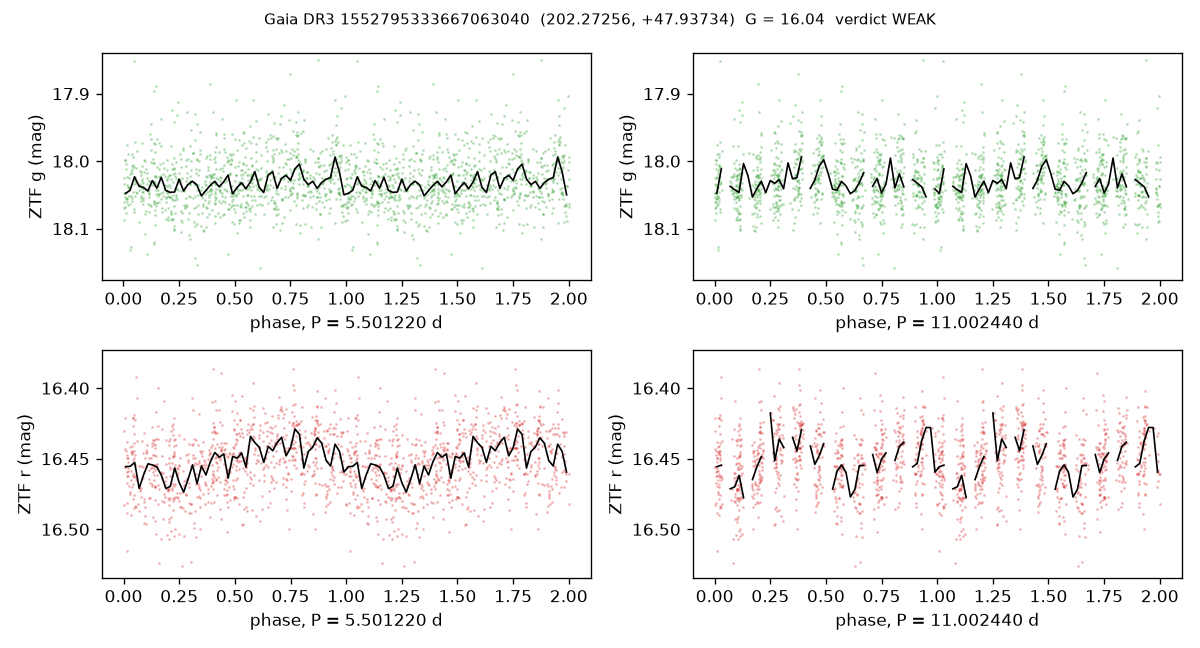 Gaia DR3 1552795333667063040 (202.27256, +47.93734) G = 16.04 verdict WEAK
ZTF g (mag)
17.9
18.0
18.1
0.00 0.25 0.50 0.75 1.00 1.25 1.50 1.75 2.00
phase, P = 5.501220 d
ZTF g (mag)
17.9
18.0
18.1
0.00 0.25 0.50 0.75 1.00 1.25 1.50 1.75 2.00
phase, P = 11.002440 d
ZTF r (mag)
16.40
16.45
16.50
0.00 0.25 0.50 0.75 1.00 1.25 1.50 1.75 2.00
phase, P = 5.501220 d
ZTF r (mag)
16.40
16.45
16.50
0.00 0.25 0.50 0.75 1.00 1.25 1.50 1.75 2.00
phase, P = 11.002440 d